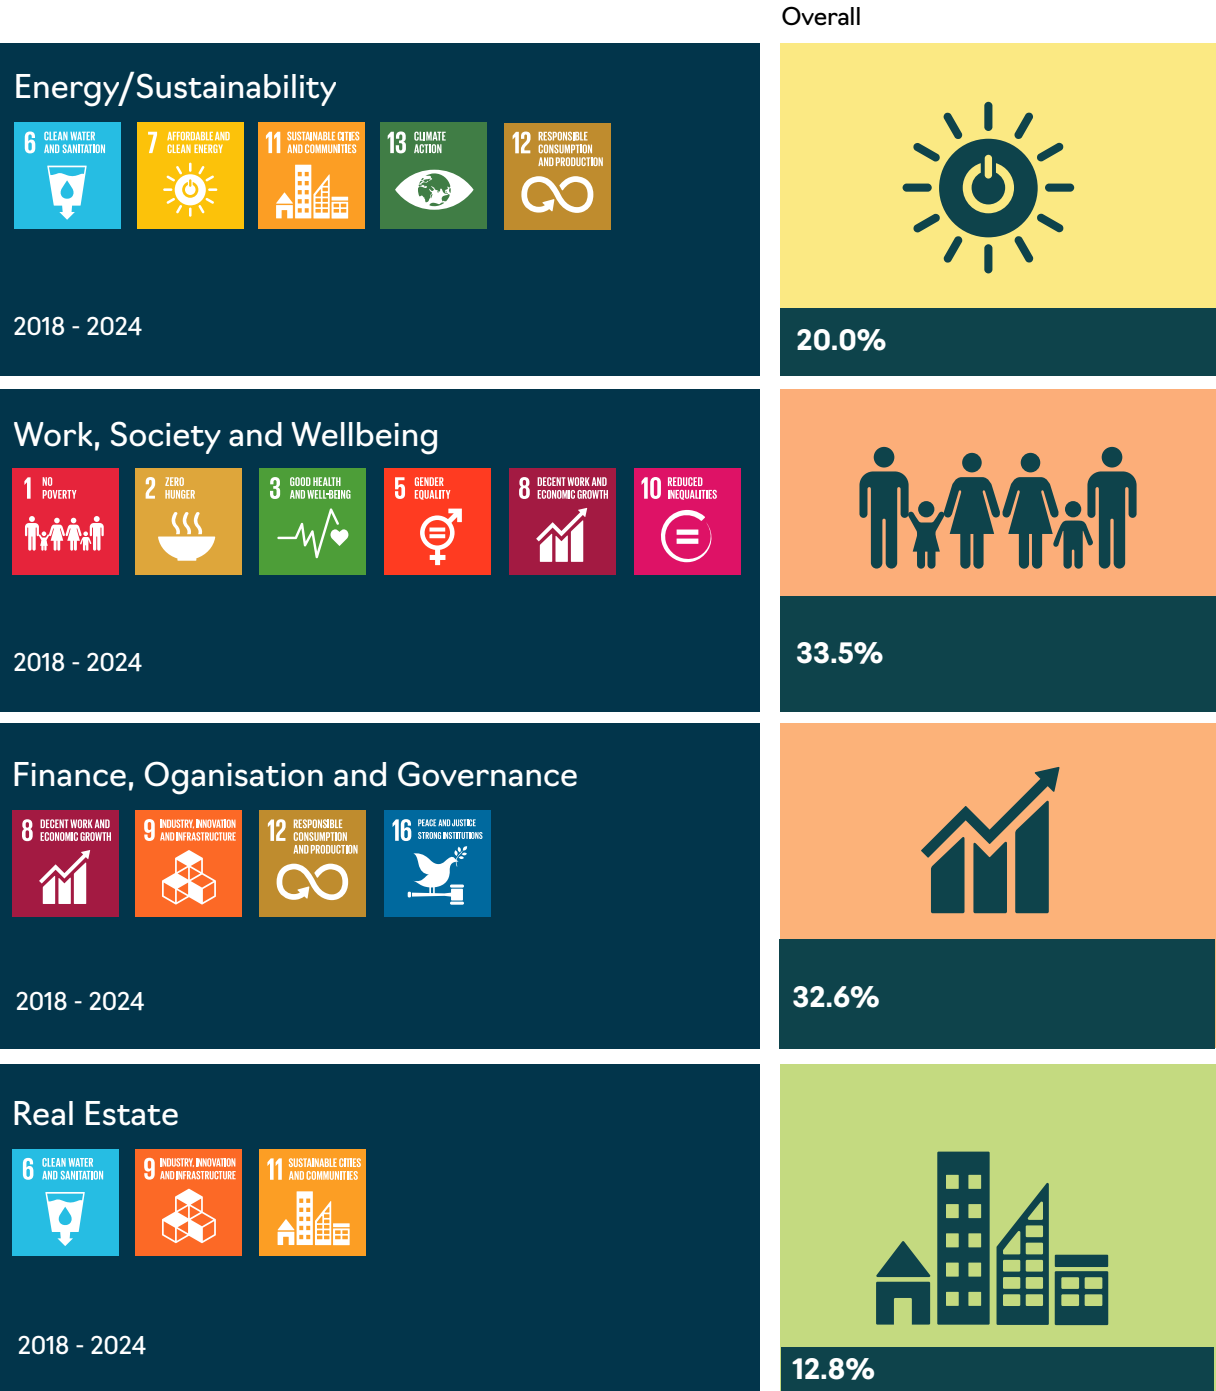 Overall
Energy/Sustainability
6 CLEAN WATER
AND SANITATION
7 AFFORDABLE AND
CLEAN ENERGY
11 SUSTAINABLE CITIES
AND COMMUNITIES
13 CLIMATE
ACTION
12 RESPONSIBLE
CONSUMPTION
AND PRODUCTION
2018 - 2024
20.0%
Work, Society and Wellbeing
1 NO
POVERTY
2 ZERO
HUNGER
3 GOOD HEALTH
AND WELL-BEING
5 GENDER
EQUALITY
8 DECENT WORK AND
ECONOMIC GROWTH
10 REDUCED
INEQUALITIES
2018 - 2024
33.5%
Finance, Oganisation and Governance
8 DECENT WORK AND
ECONOMIC GROWTH
9 INDUSTRY, INNOVATION
AND INFRASTRUCTURE
12 RESPONSIBLE
CONSUMPTION
AND PRODUCTION
16 PEACE AND JUSTICE
STRONG INSTITUTIONS
2018 - 2024
32.6%
Real Estate
6 CLEAN WATER
AND SANITATION
9 INDUSTRY, INNOVATION
AND INFRASTRUCTURE
11 SUSTAINABLE CITIES
AND COMMUNITIES
2018 - 2024
12.8%